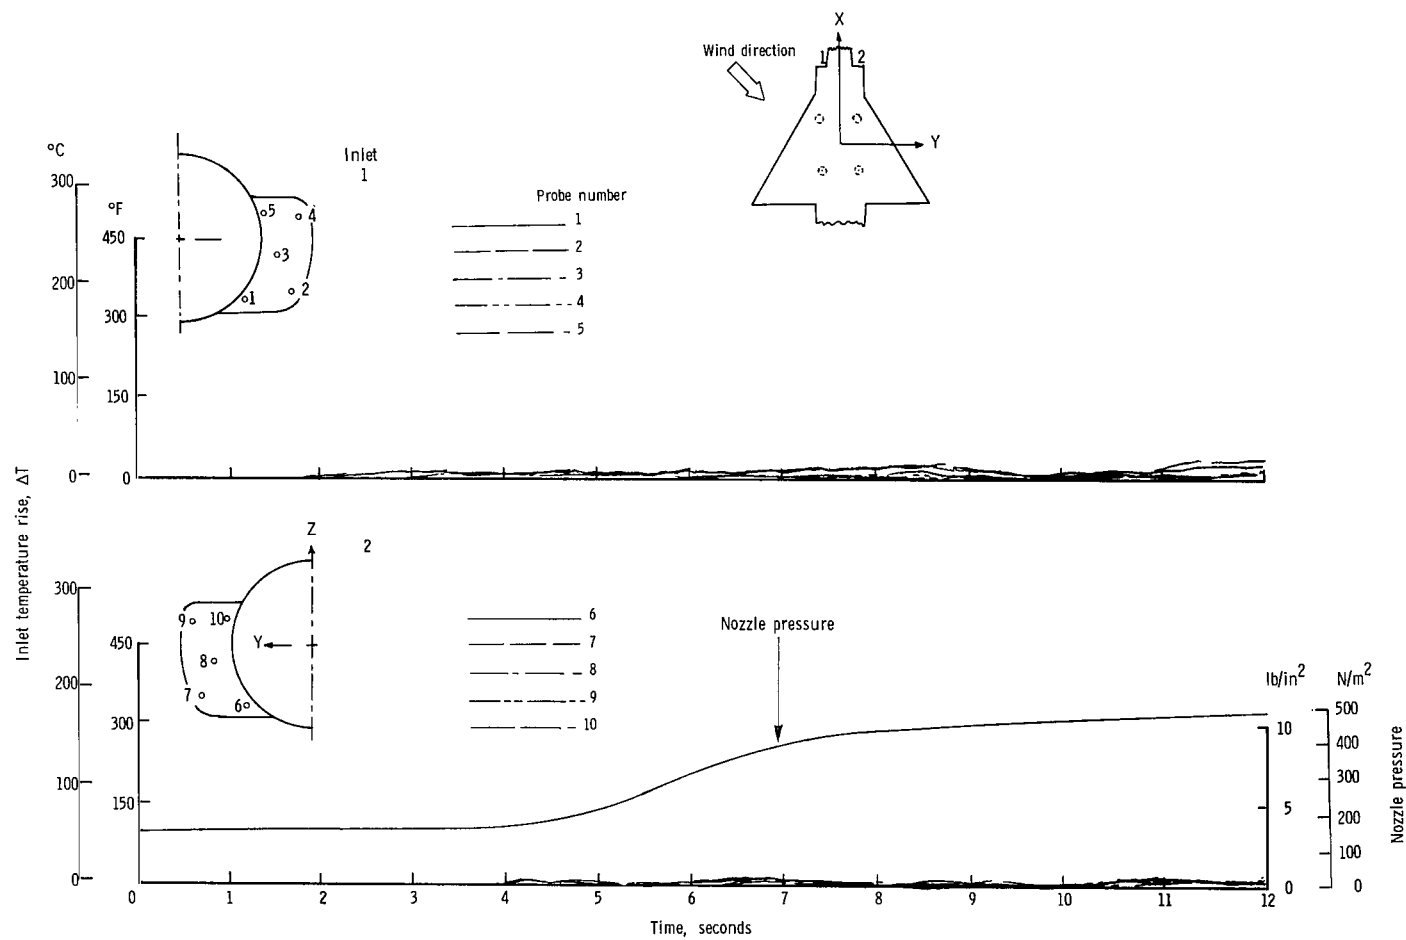 X
Wind direction
1 2
Y
°C
Inlet
1
300
°F
Probe number
5
4
1
450
2
3
3
200
4
1
2
300
5
100
150
0
0
Inlet temperature rise, ΔT
Z
2
300
6
9
10
Nozzle pressure
450
Y
7
8
8
lb/in2
N/m2
200
7
9
6
500
300
10
10
400
100
300
150
5
200
Nozzle pressure
100
0
0
0
0 1 2 3 4 5 6 7 8 9 10 11 12
Time, seconds